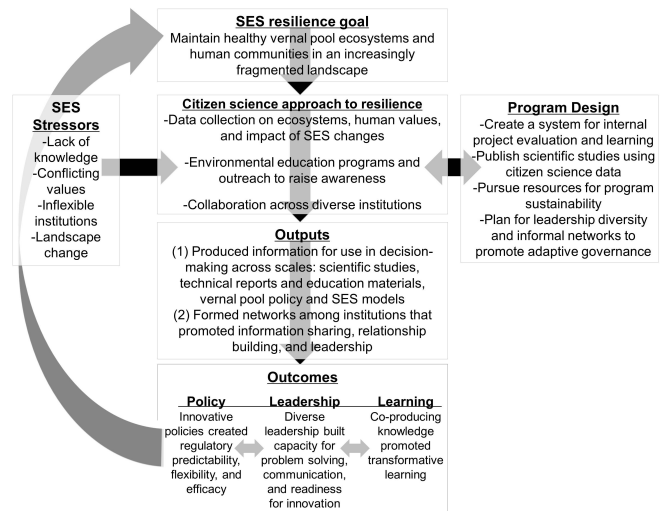 SES resilience goal
Maintain healthy vernal pool ecosystems and
human communities in an increasingly
fragmented landscape
SES
Stressors
-Lack of
knowledge
-Conflicting
values
-Inflexible
institutions
-Landscape
change
Citizen science approach to resilience
-Data collection on ecosystems, human values,
and impact of SES changes
-Environmental education programs and
outreach to raise awareness
-Collaboration across diverse institutions
Program Design
-Create a system for internal
project evaluation and learning
-Publish scientific studies using
citizen science data
-Pursue resources for program
sustainability
-Plan for leadership diversity
and informal networks to
promote adaptive governance
Outputs
(1) Produced information for use in decision-
making across scales: scientific studies,
technical reports and education materials,
vernal pool policy and SES models
(2) Formed networks among institutions that
promoted information sharing, relationship
building, and leadership
Outcomes
Policy
Innovative
policies created
regulatory
predictability,
flexibility, and
efficacy
Leadership
Diverse
leadership built
capacity for
problem solving,
communication,
and readiness
for innovation
Learning
Co-producing
knowledge
promoted
transformative
learning